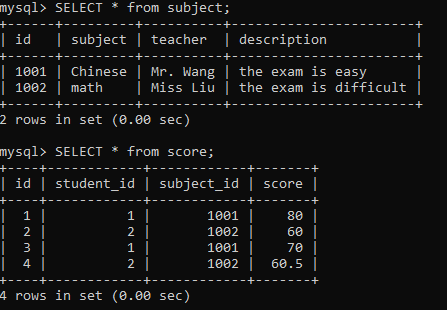 mysql> SELECT * from subject;
+------+---------+----------+-----------------------+
| id   | subject | teacher  | description           |
+------+---------+----------+-----------------------+
| 1001 | Chinese | Mr. Wang | the exam is easy      |
| 1002 | math    | Miss Liu | the exam is difficult |
+------+---------+----------+-----------------------+
2 rows in set (0.00 sec)
mysql> SELECT * from score;
+----+------------+------------+-------+
| id | student_id | subject_id | score |
+----+------------+------------+-------+
|  1 |          1 |       1001 |    80 |
|  2 |          2 |       1002 |    60 |
|  3 |          1 |       1001 |    70 |
|  4 |          2 |       1002 |  60.5 |
+----+------------+------------+-------+
4 rows in set (0.00 sec)